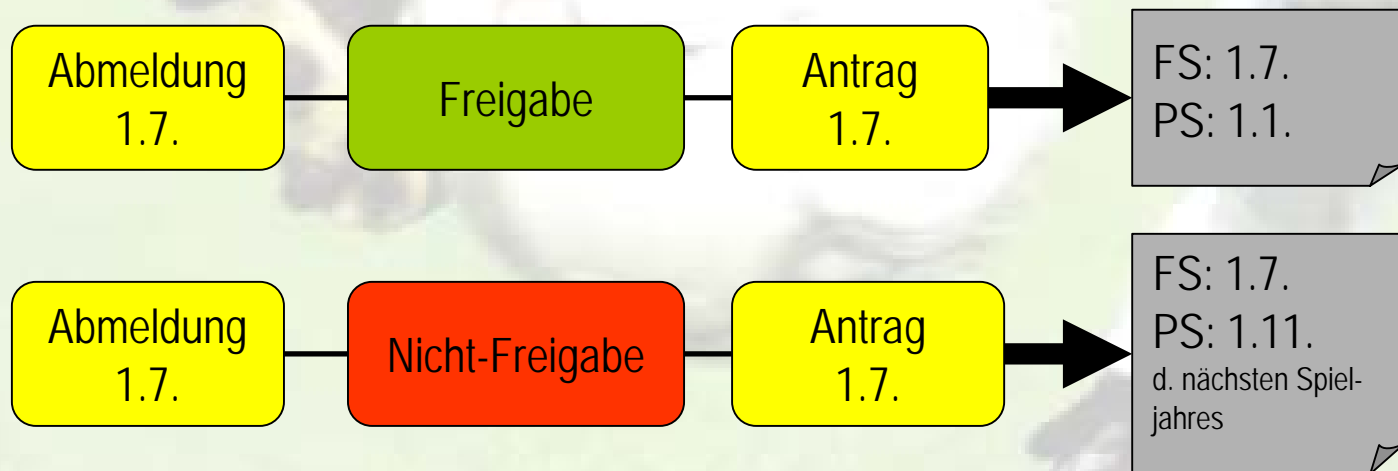 Abmeldung
1.7.
Freigabe
Antrag
1.7.
FS: 1.7.
PS: 1.1.
Abmeldung
1.7.
Nicht-Freigabe
Antrag
1.7.
FS: 1.7.
PS: 1.11.
d. nächsten Spiel-
jahres